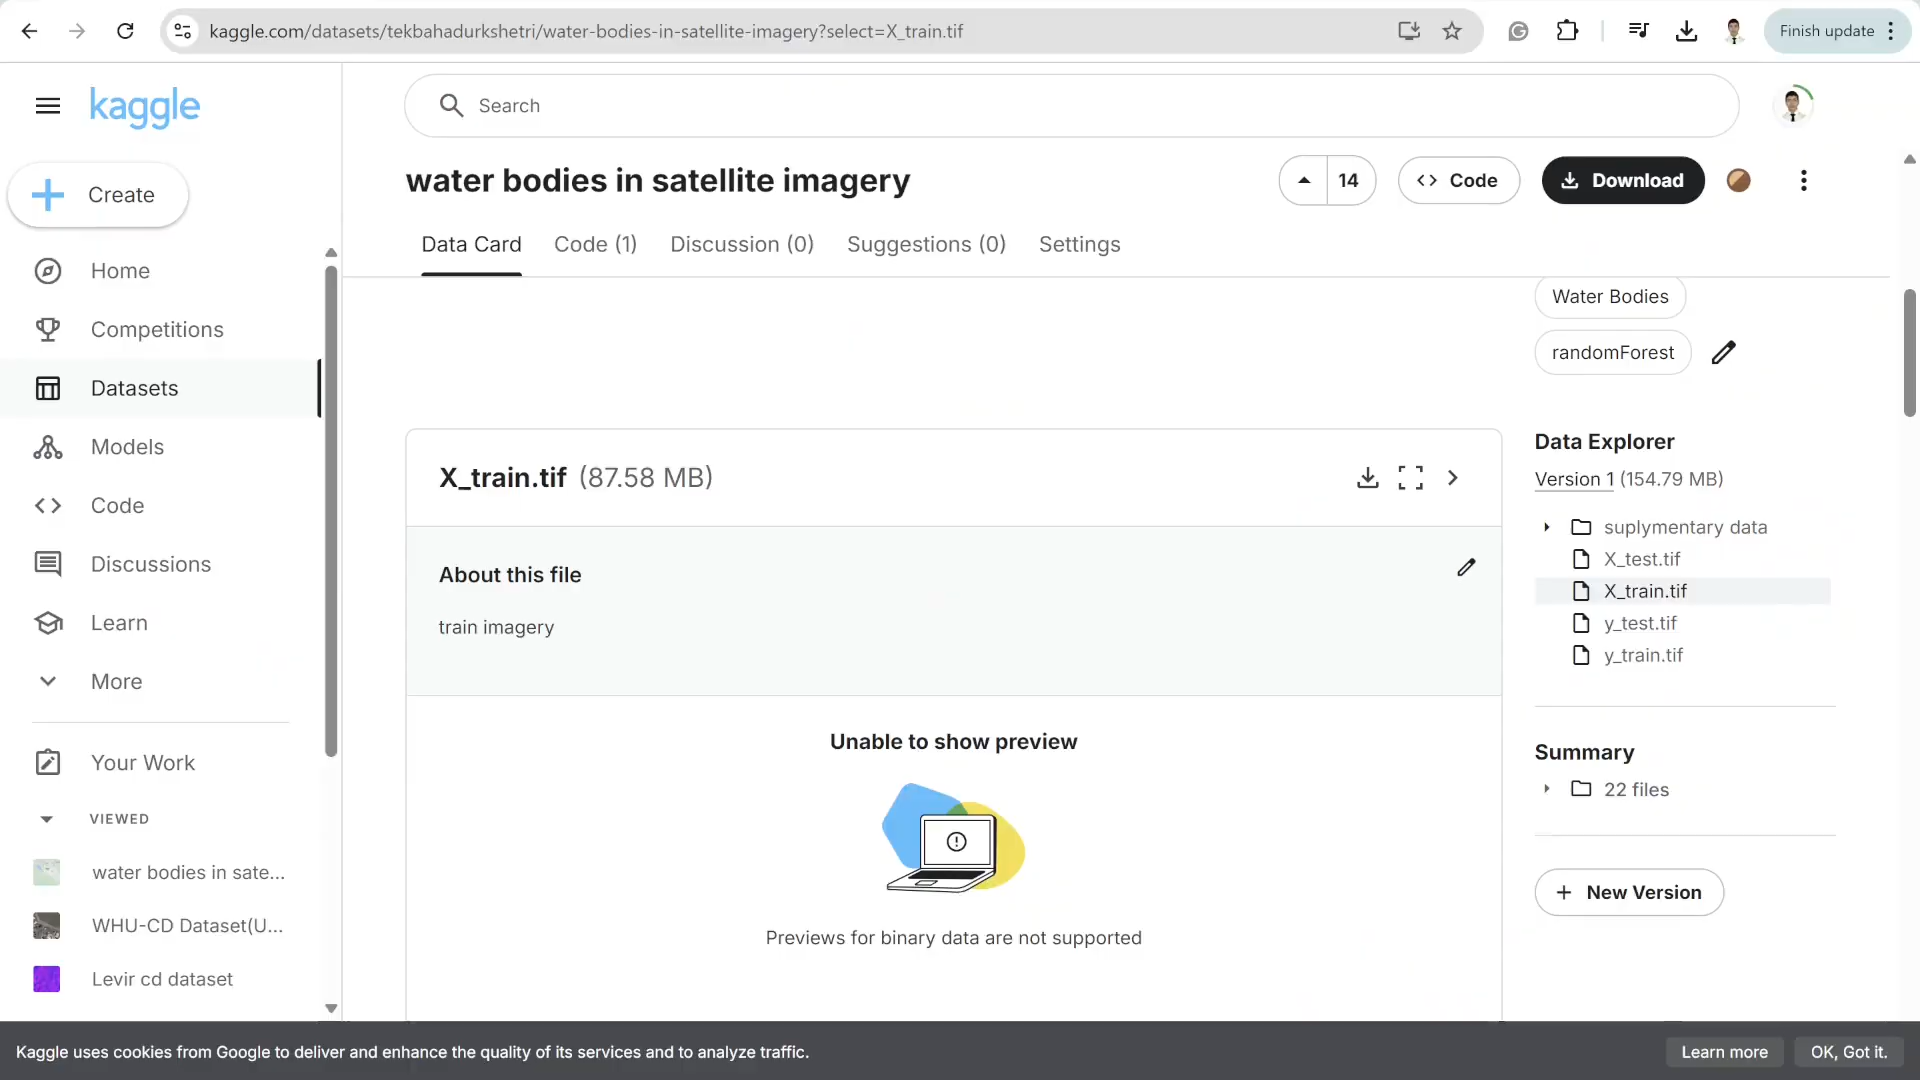 kaggle.com/datasets/tekbahadurkshetri/water-bodies-in-satellite-imagery?select=X_train.tif
Finish update
kaggle
Search
Create
water bodies in satellite imagery
14
Code
Download
Data Card
Code (1)
Discussion (0)
Suggestions (0)
Settings
Home
Competitions
Datasets
Models
Code
Discussions
Learn
More
Your Work
VIEWED
water bodies in sate...
WHU-CD Dataset(U...
Levir cd dataset
Water Bodies
randomForest
X_train.tif (87.58 MB)
About this file
train imagery
Unable to show preview
Previews for binary data are not supported
Data Explorer
Version 1 (154.79 MB)
suplymentary data
X_test.tif
X_train.tif
y_test.tif
y_train.tif
Summary
22 files
New Version
Kaggle uses cookies from Google to deliver and enhance the quality of its services and to analyze traffic.
Learn more
OK, Got it.